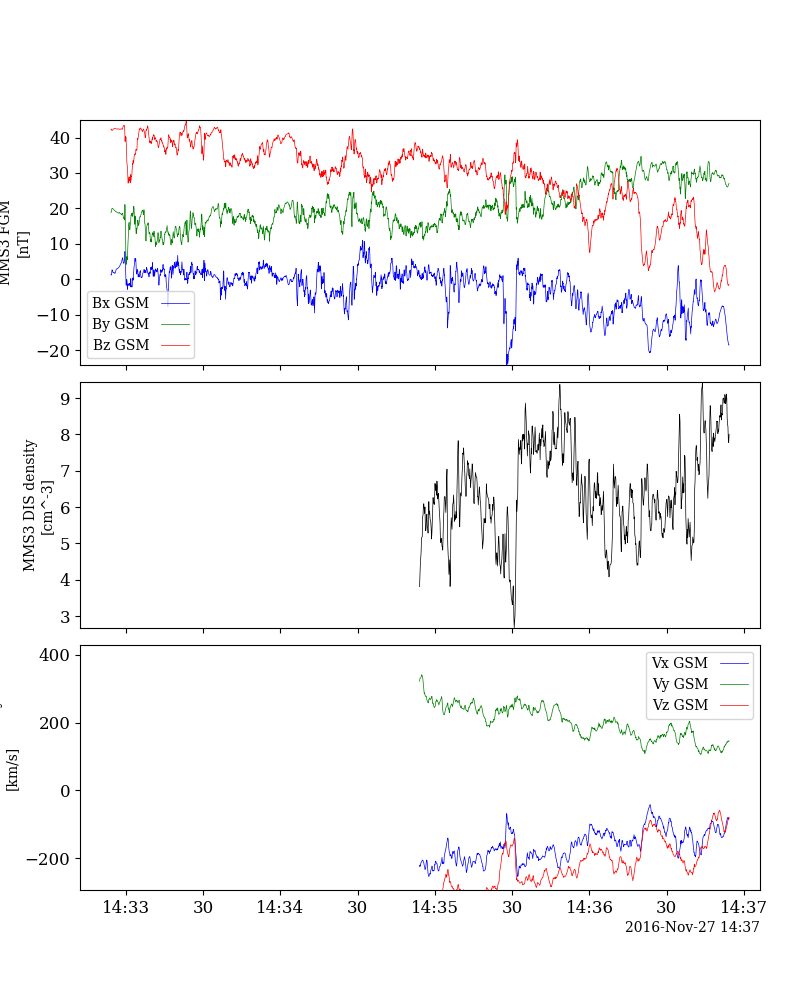 40
30
20
10
0
−10
−20
MMS3 FGM
[nT]
Bx GSM
By GSM
Bz GSM
9
8
7
6
5
4
3
MMS3 DIS density
[cm^-3]
400
200
0
−200
[km/s]
Vx GSM
Vy GSM
Vz GSM
14:33 30 14:34 30 14:35 30 14:36 30 14:37
2016-Nov-27 14:37